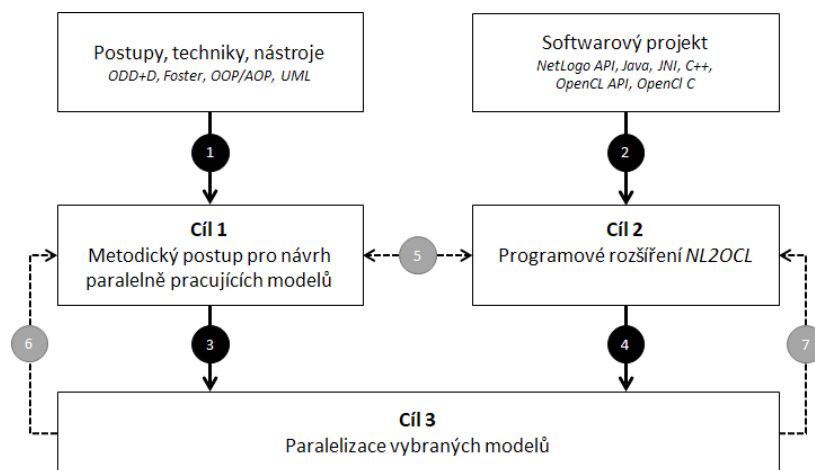 Postupy, techniky, nástroje
ODD+D, Foster, OOP/AOP, UML
Softwarový projekt
NetLogo API, Java, JNI, C++,
OpenCL API, OpenCl C
1
2
Cíl 1
Metodický postup pro návrh
paralelně pracujících modelů
5
Cíl 2
Programové rozšíření NL2OCL
6
3
4
7
Cíl 3
Paralelizace vybraných modelů